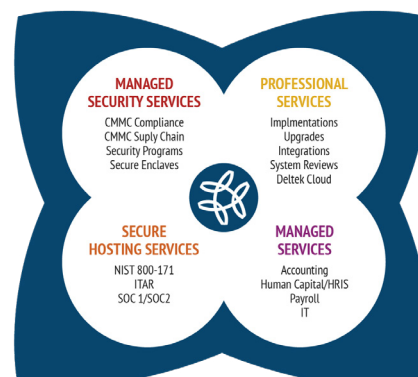 MANAGED
SECURITY SERVICES
CMMC Compliance
CMMC Suply Chain
Security Programs
Secure Enclaves
PROFESSIONAL
SERVICES
Implmentations
Upgrades
Integrations
System Reviews
Deltek Cloud
SECURE
HOSTING SERVICES
NIST 800-171
ITAR
SOC 1/SOC2
MANAGED
SERVICES
Accounting
Human Capital/HRIS
Payroll
IT